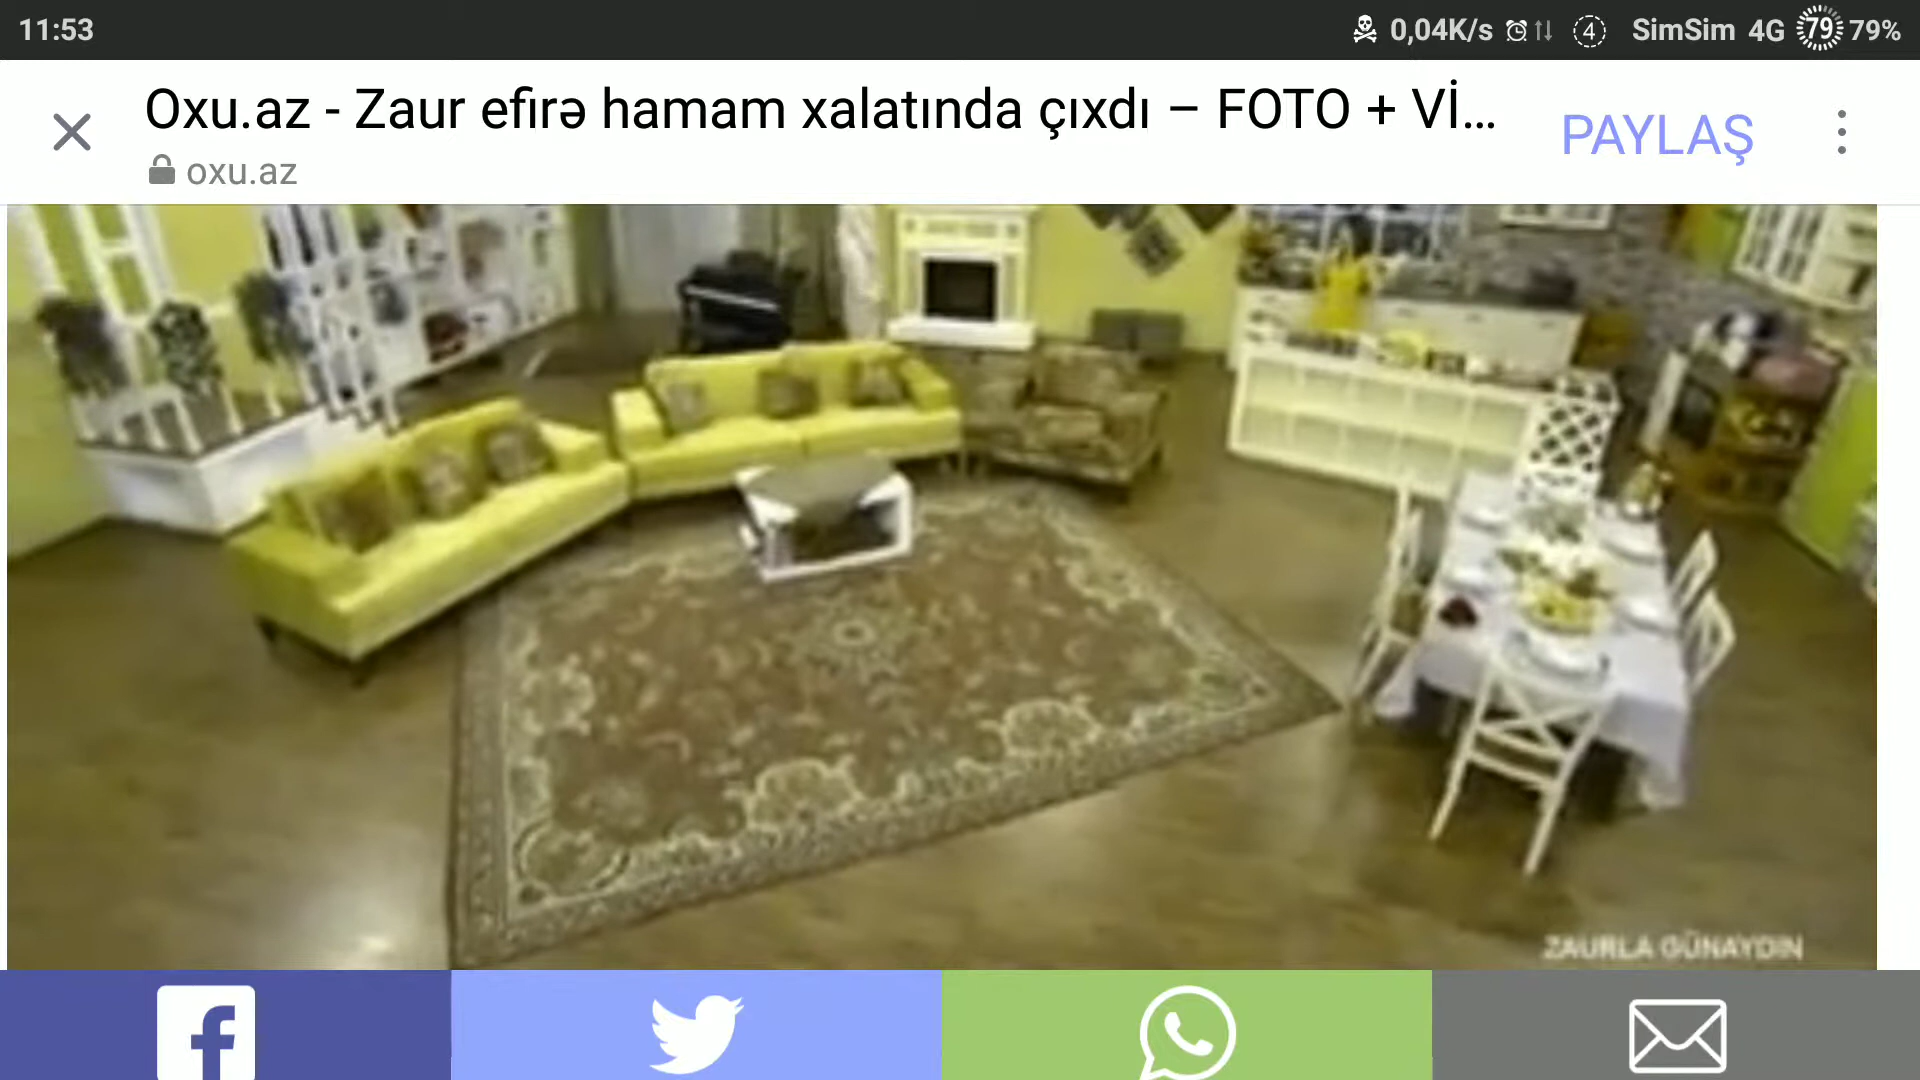 11:53
0,04K/s 4 SimSim 4G 79 79%
Oxu.az - Zaur efirə hamam xalatında çıxdı – FOTO + Vİ...
PAYLAŞ
oxu.az
ZAURLA GÜNAYDIN